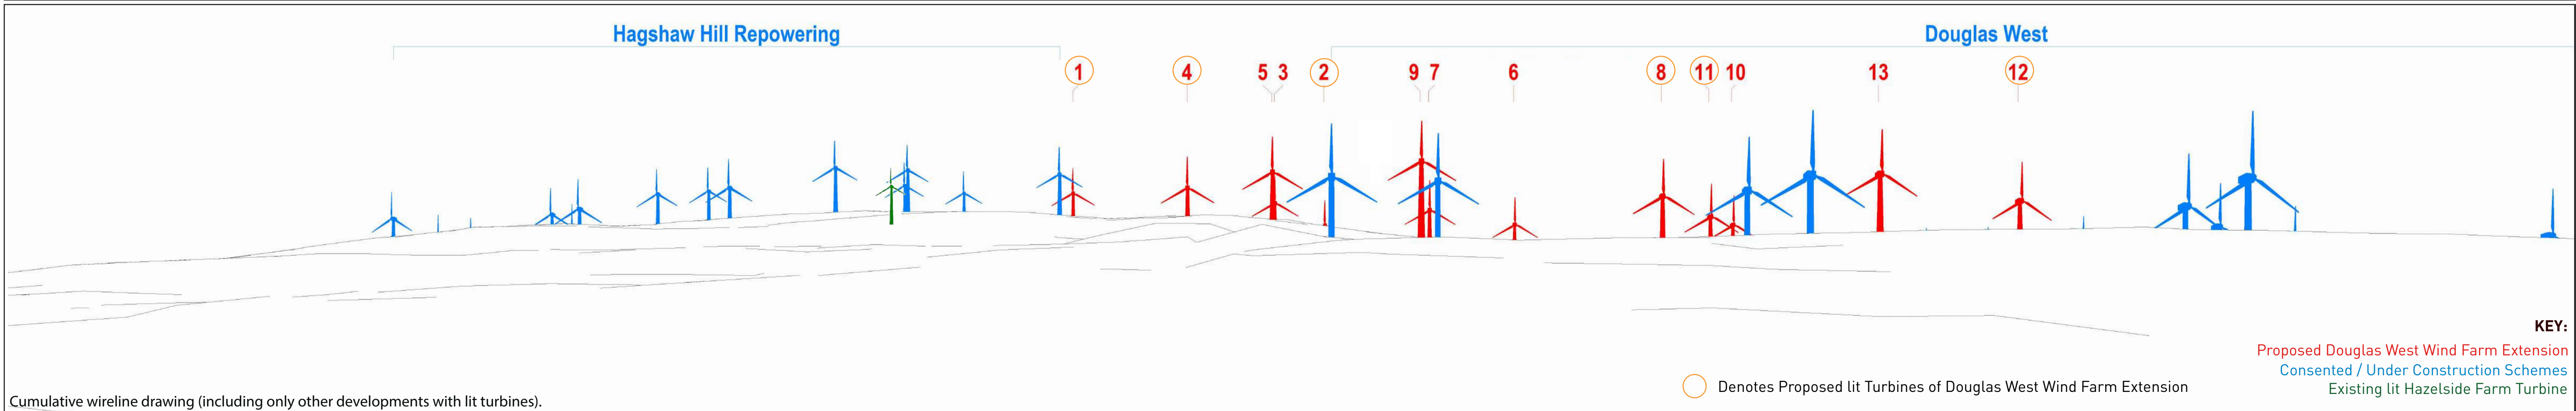 Hagshaw Hill Repowering
Douglas West
1 4 5 3 2 9 7 6 8 11 10 13 12
KEY:
Proposed Douglas West Wind Farm Extension
Consented / Under Construction Schemes
Existing lit Hazelside Farm Turbine
Denotes Proposed lit Turbines of Douglas West Wind Farm Extension
Cumulative wireline drawing (including only other developments with lit turbines).